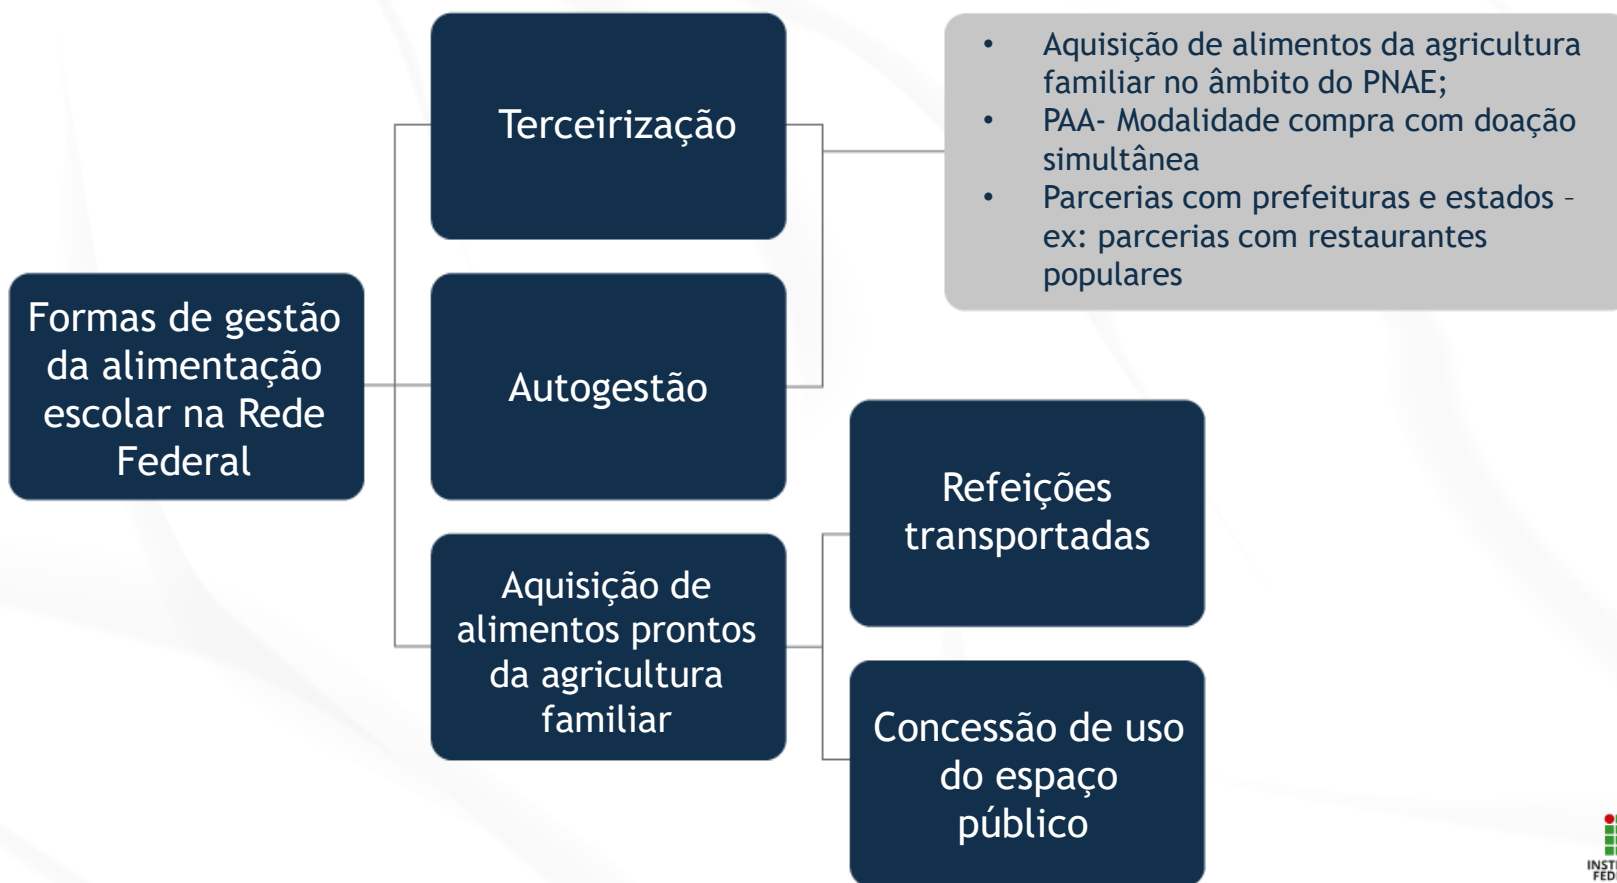 Formas de gestão
da alimentação
escolar na Rede
Federal
Terceirização
Autogestão
Aquisição de
alimentos prontos
da agricultura
familiar
• Aquisição de alimentos da agricultura
familiar no âmbito do PNAE;
• PAA- Modalidade compra com doação
simultânea
• Parcerias com prefeituras e estados –
ex: parcerias com restaurantes
populares
Refeições
transportadas
Concessão de uso
do espaço
público